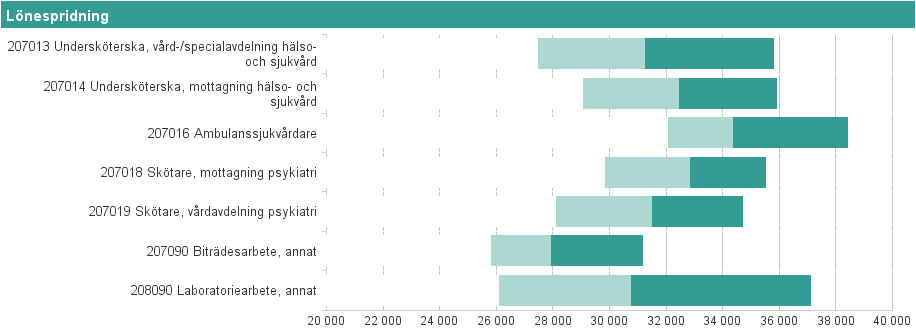 Lönespridning
207013 Undersköterska, vård-/specialavdelning hälso-
och sjukvård
207014 Undersköterska, mottagning hälso- och
sjukvård
207016 Ambulanssjukvårdare
207018 Skötare, mottagning psykiatri
207019 Skötare, vårdavdelning psykiatri
207090 Biträdesarbete, annat
208090 Laboratoriearbete, annat
20 000 22 000 24 000 26 000 28 000 30 000 32 000 34 000 36 000 38 000 40 000